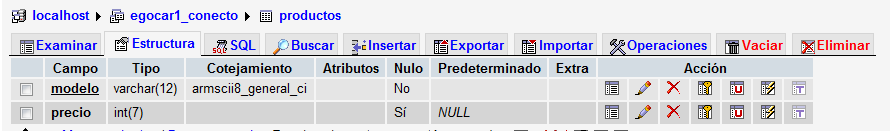 localhost egocar1_conecto productos
Examinar Estructura SQL Buscar Insertar Exportar Importar Operaciones Vaciar Eliminar
Campo Tipo Cotejamiento Atributos Nulo Predeterminado Extra Acción
modelo varchar(12) armscii8_general_ci No
precio int(7) Sí NULL